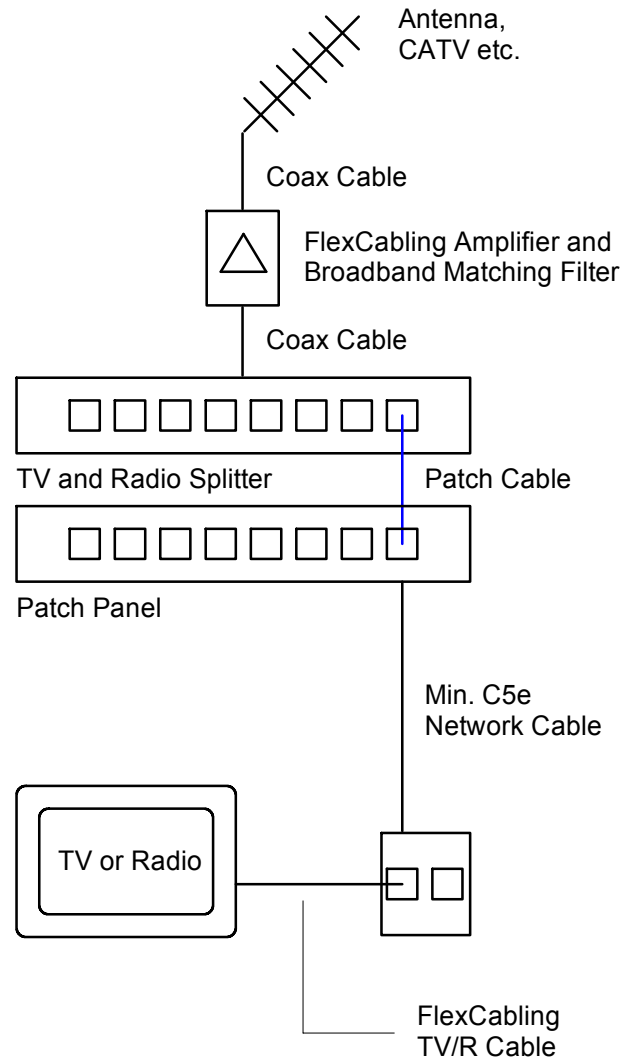 Antenna,
CATV etc.
Coax Cable
FlexCabling Amplifier and
Broadband Matching Filter
Coax Cable
TV and Radio Splitter
Patch Cable
Patch Panel
Min. C5e
Network Cable
TV or Radio
FlexCabling
TV/R Cable